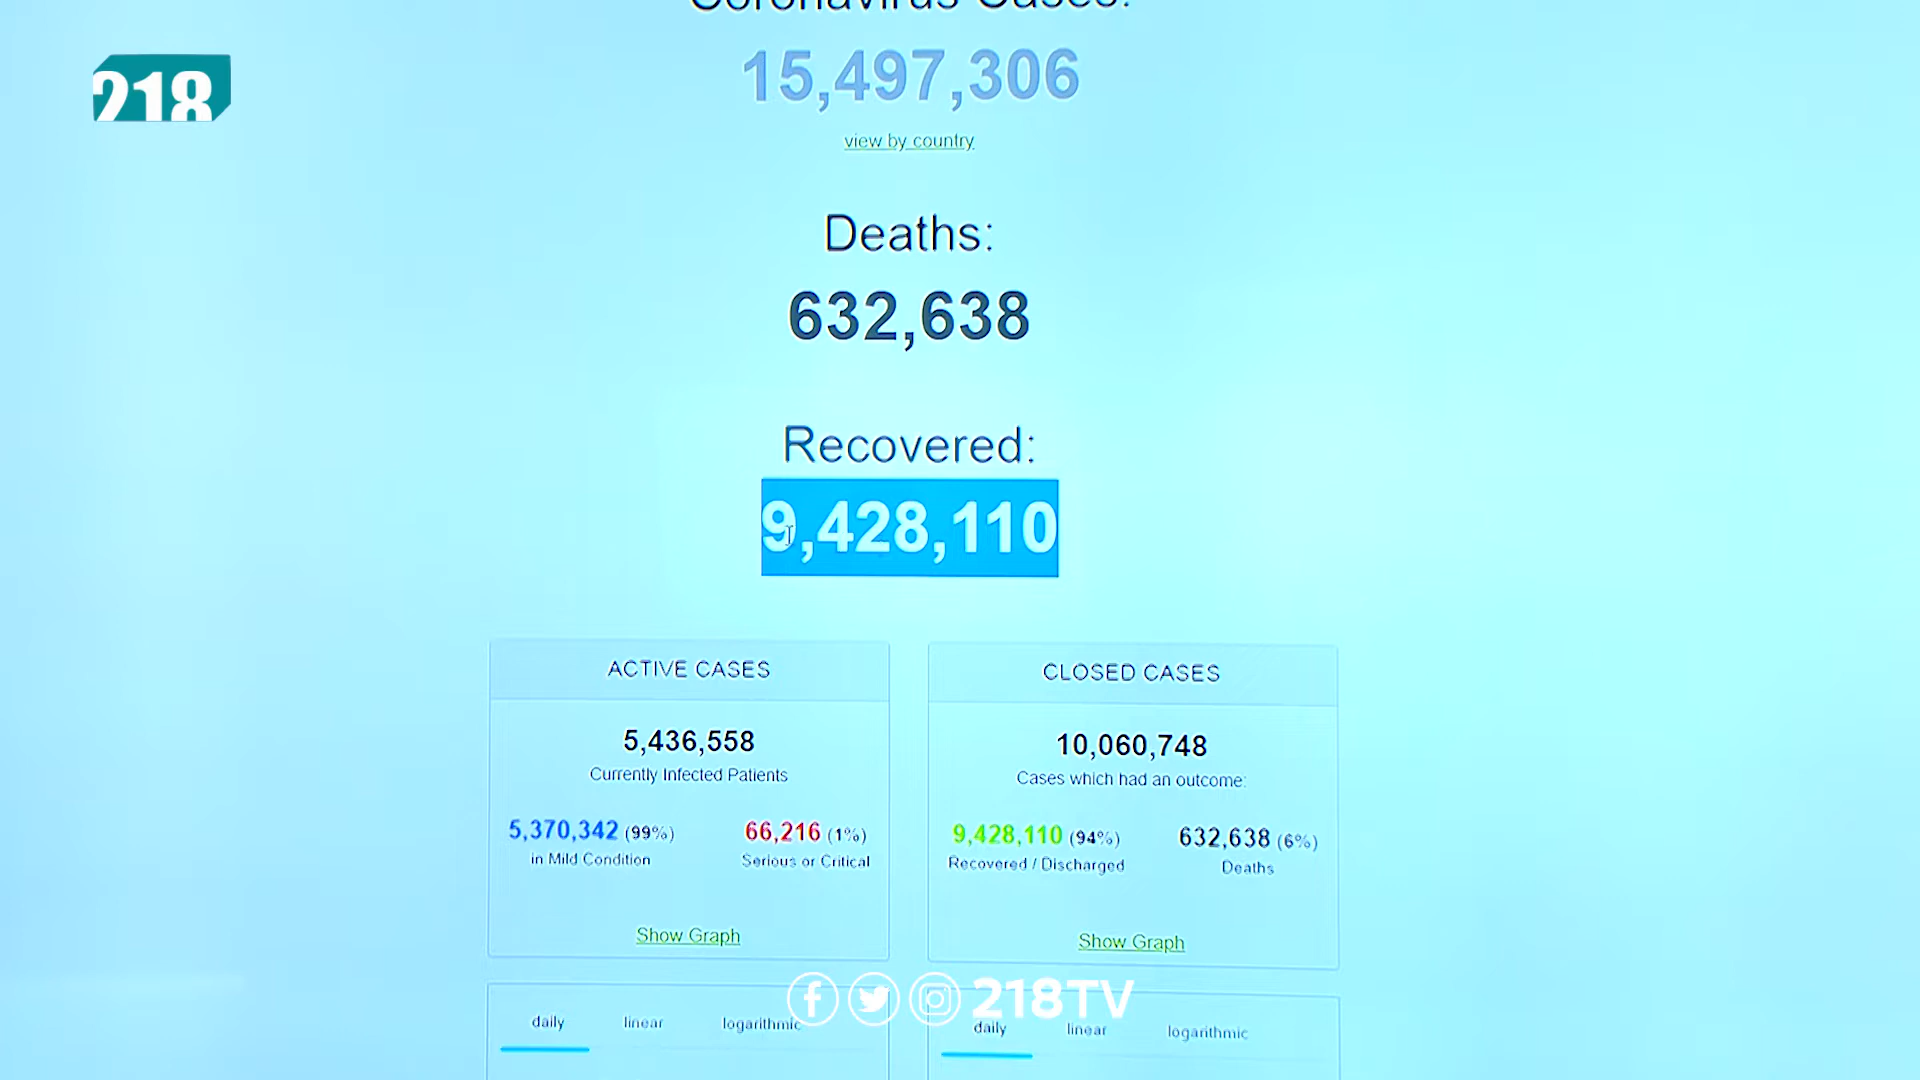 Coronavirus Cases:
218
15,497,306
view by country
Deaths:
632,638
Recovered:
9,428,110
ACTIVE CASES
5,436,558
Currently Infected Patients
5,370,342 (99%)
in Mild Condition
66,216 (1%)
Serious or Critical
Show Graph
CLOSED CASES
10,060,748
Cases which had an outcome:
9,428,110 (94%)
Recovered / Discharged
632,638 (6%)
Deaths
Show Graph
218TV
daily linear logarithmic
daily linear logarithmic